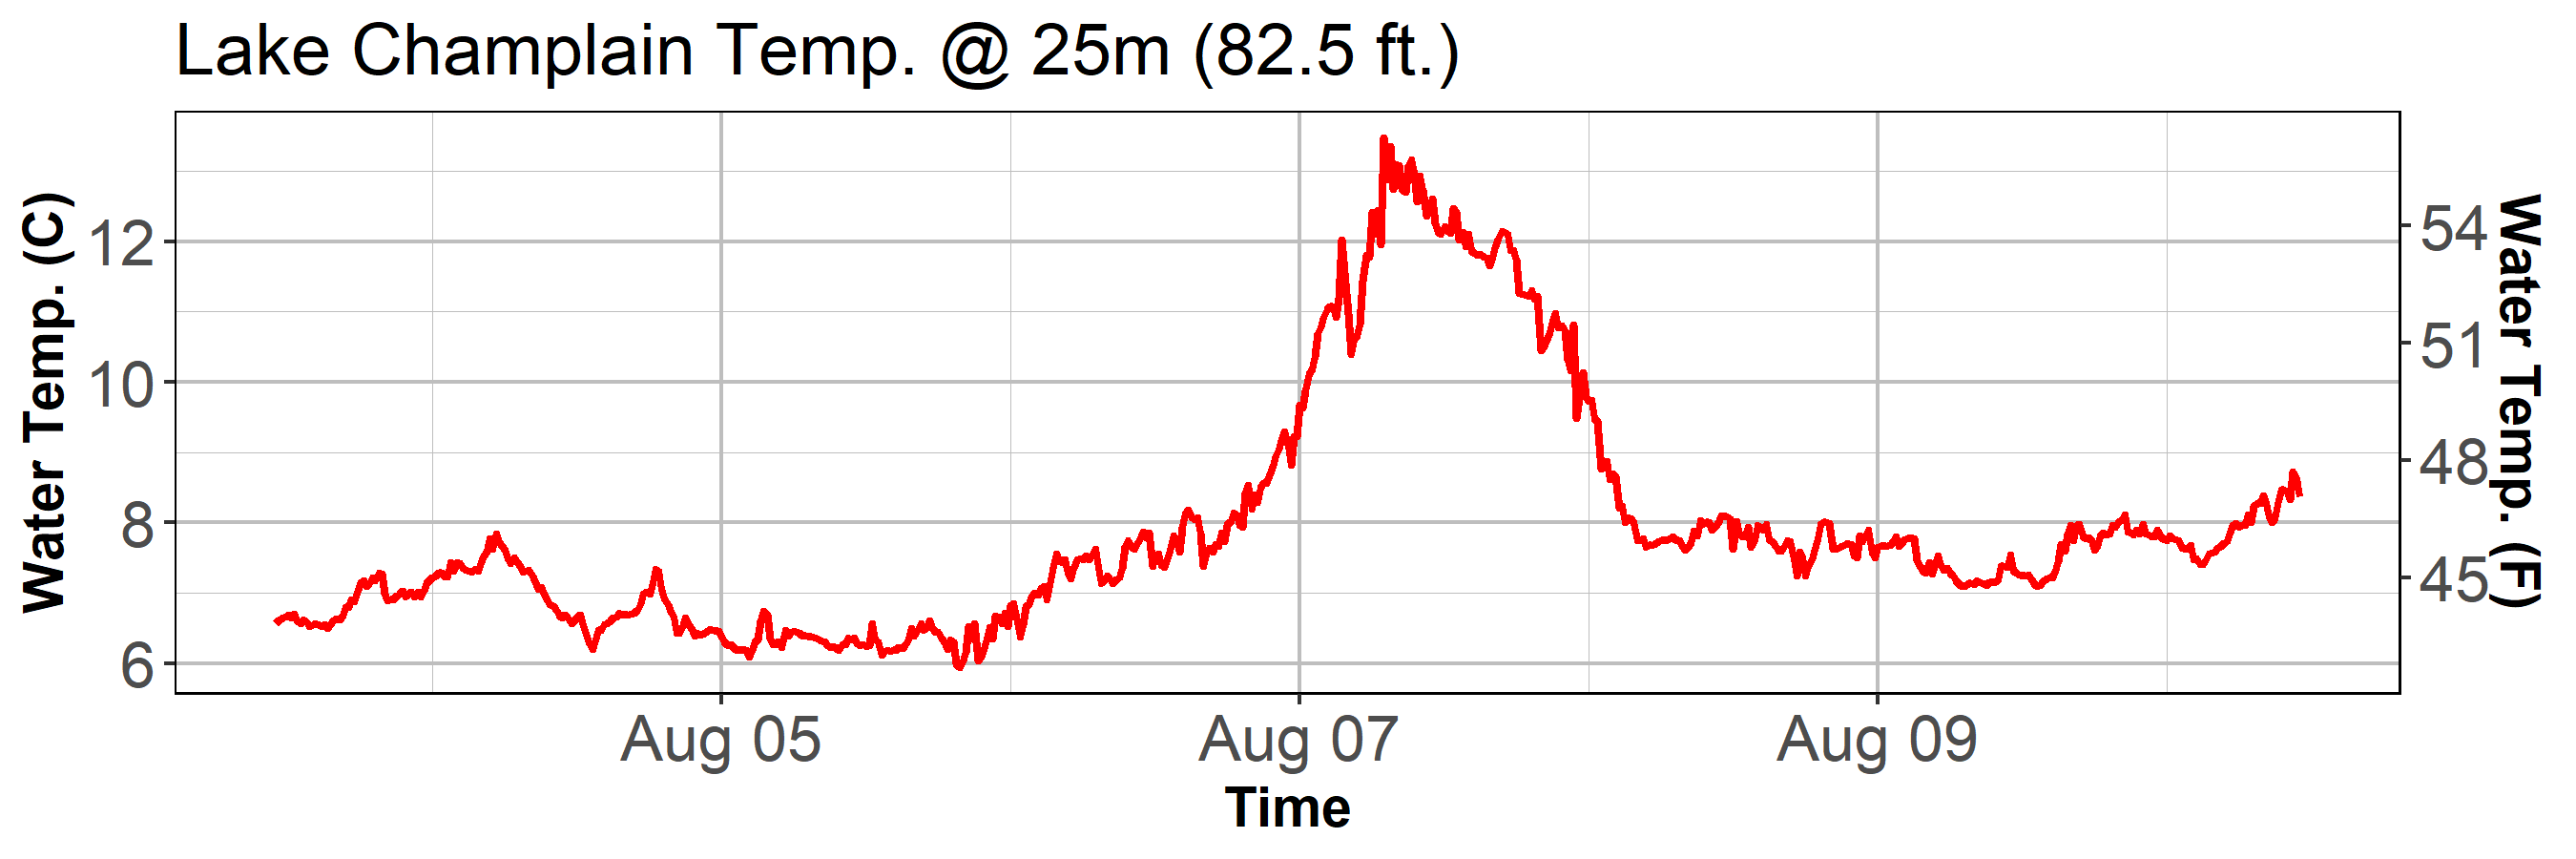 Lake Champlain Temp. @ 25m (82.5 ft.)
Water Temp. (C)
12
10
8
6
54
51
48
45
Water Temp. (F)
Aug 05 Aug 07 Aug 09
Time